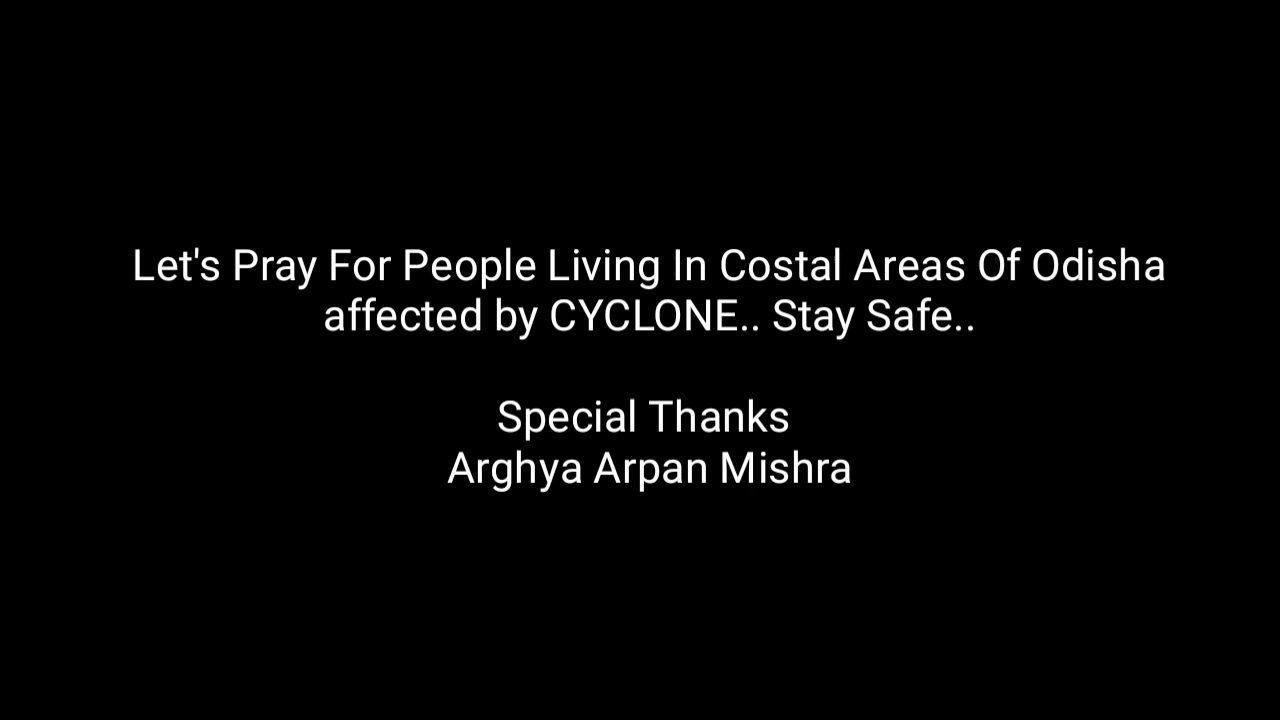 Let's Pray For People Living In Costal Areas Of Odisha
affected by CYCLONE.. Stay Safe..
Special Thanks
Arghya Arpan Mishra